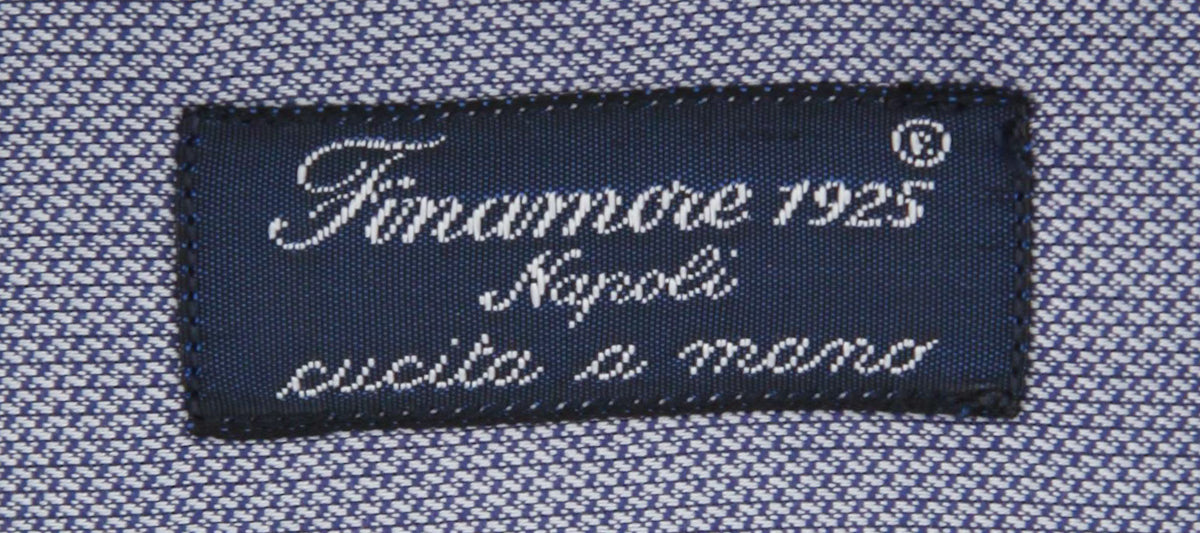 Finamore 1925®
Napoli
cucita a mano